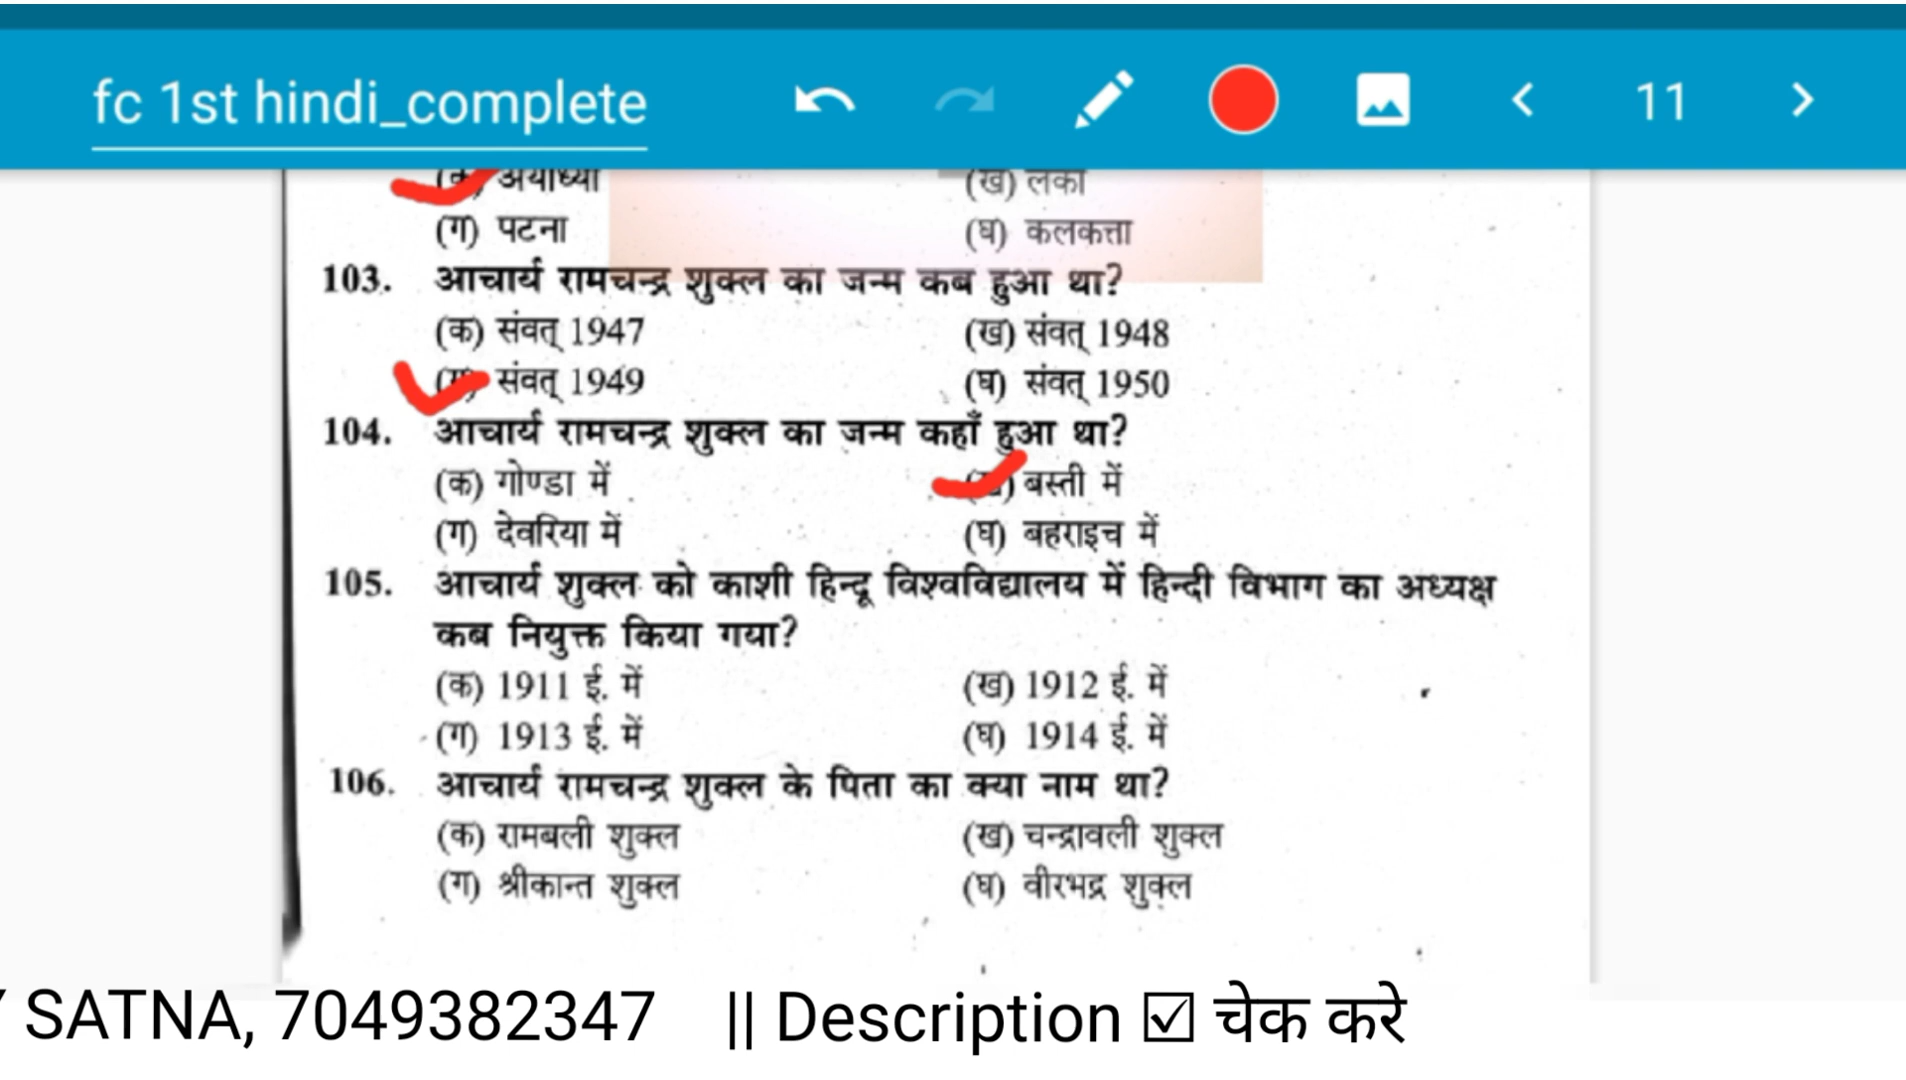 fc 1st hindi_complete 11
(क) अयोध्या (ख) लंका
(ग) पटना (घ) कलकत्ता
103. आचार्य रामचन्द्र शुक्ल का जन्म कब हुआ था?
(क) संवत् 1947 (ख) संवत् 1948
(ग) संवत् 1949 (घ) संवत् 1950
104. आचार्य रामचन्द्र शुक्ल का जन्म कहाँ हुआ था?
(क) गोण्डा में (ख) बस्ती में
(ग) देवरिया में (घ) बहराइच में
105. आचार्य शुक्ल को काशी हिन्दू विश्वविद्यालय में हिन्दी विभाग का अध्यक्ष
कब नियुक्त किया गया?
(क) 1911 ई. में (ख) 1912 ई. में
(ग) 1913 ई. में (घ) 1914 ई. में
106. आचार्य रामचन्द्र शुक्ल के पिता का क्या नाम था?
(क) रामबली शुक्ल (ख) चन्द्रावली शुक्ल
(ग) श्रीकान्त शुक्ल (घ) वीरभद्र शुक्ल
SATNA, 7049382347 || Description ☑ चेक करे